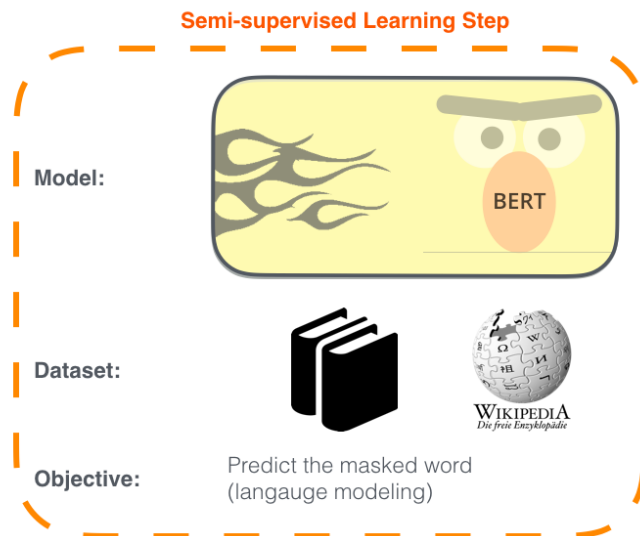 Semi-supervised Learning Step
Model:
BERT
Dataset:
WIKIPEDIA
Die freie Enzyklopädie
Objective:
Predict the masked word
(langauge modeling)